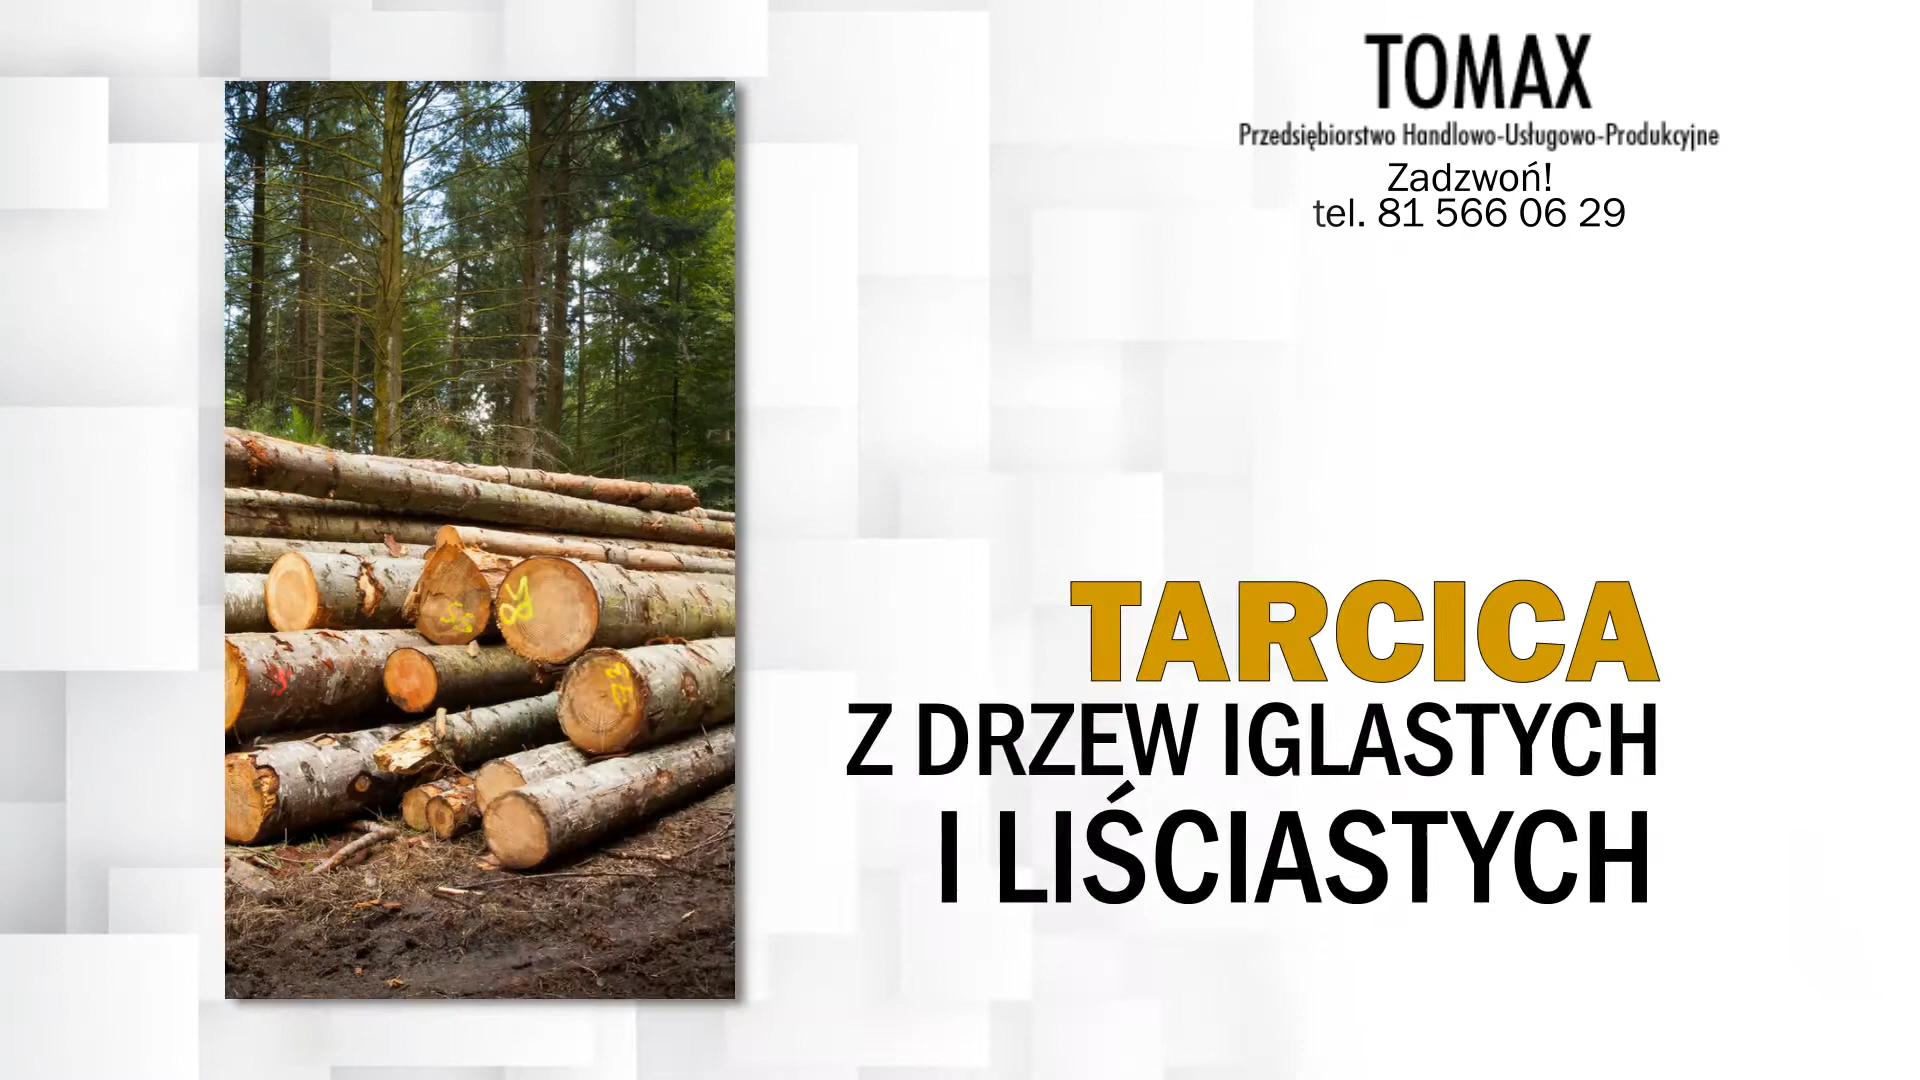 TOMAX
Przedsiębiorstwo Handlowo-Usługowo-Produkcyjne
Zadzwoń!
tel. 81 566 06 29
TARCICA
Z DRZEW IGLASTYCH
I LIŚCIASTYCH